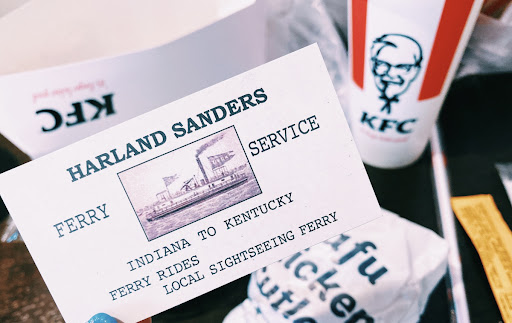 HARLAND SANDERS
FERRY SERVICE
INDIANA TO KENTUCKY
FERRY RIDES
LOCAL SIGHTSEEING FERRY
KFC
KFC